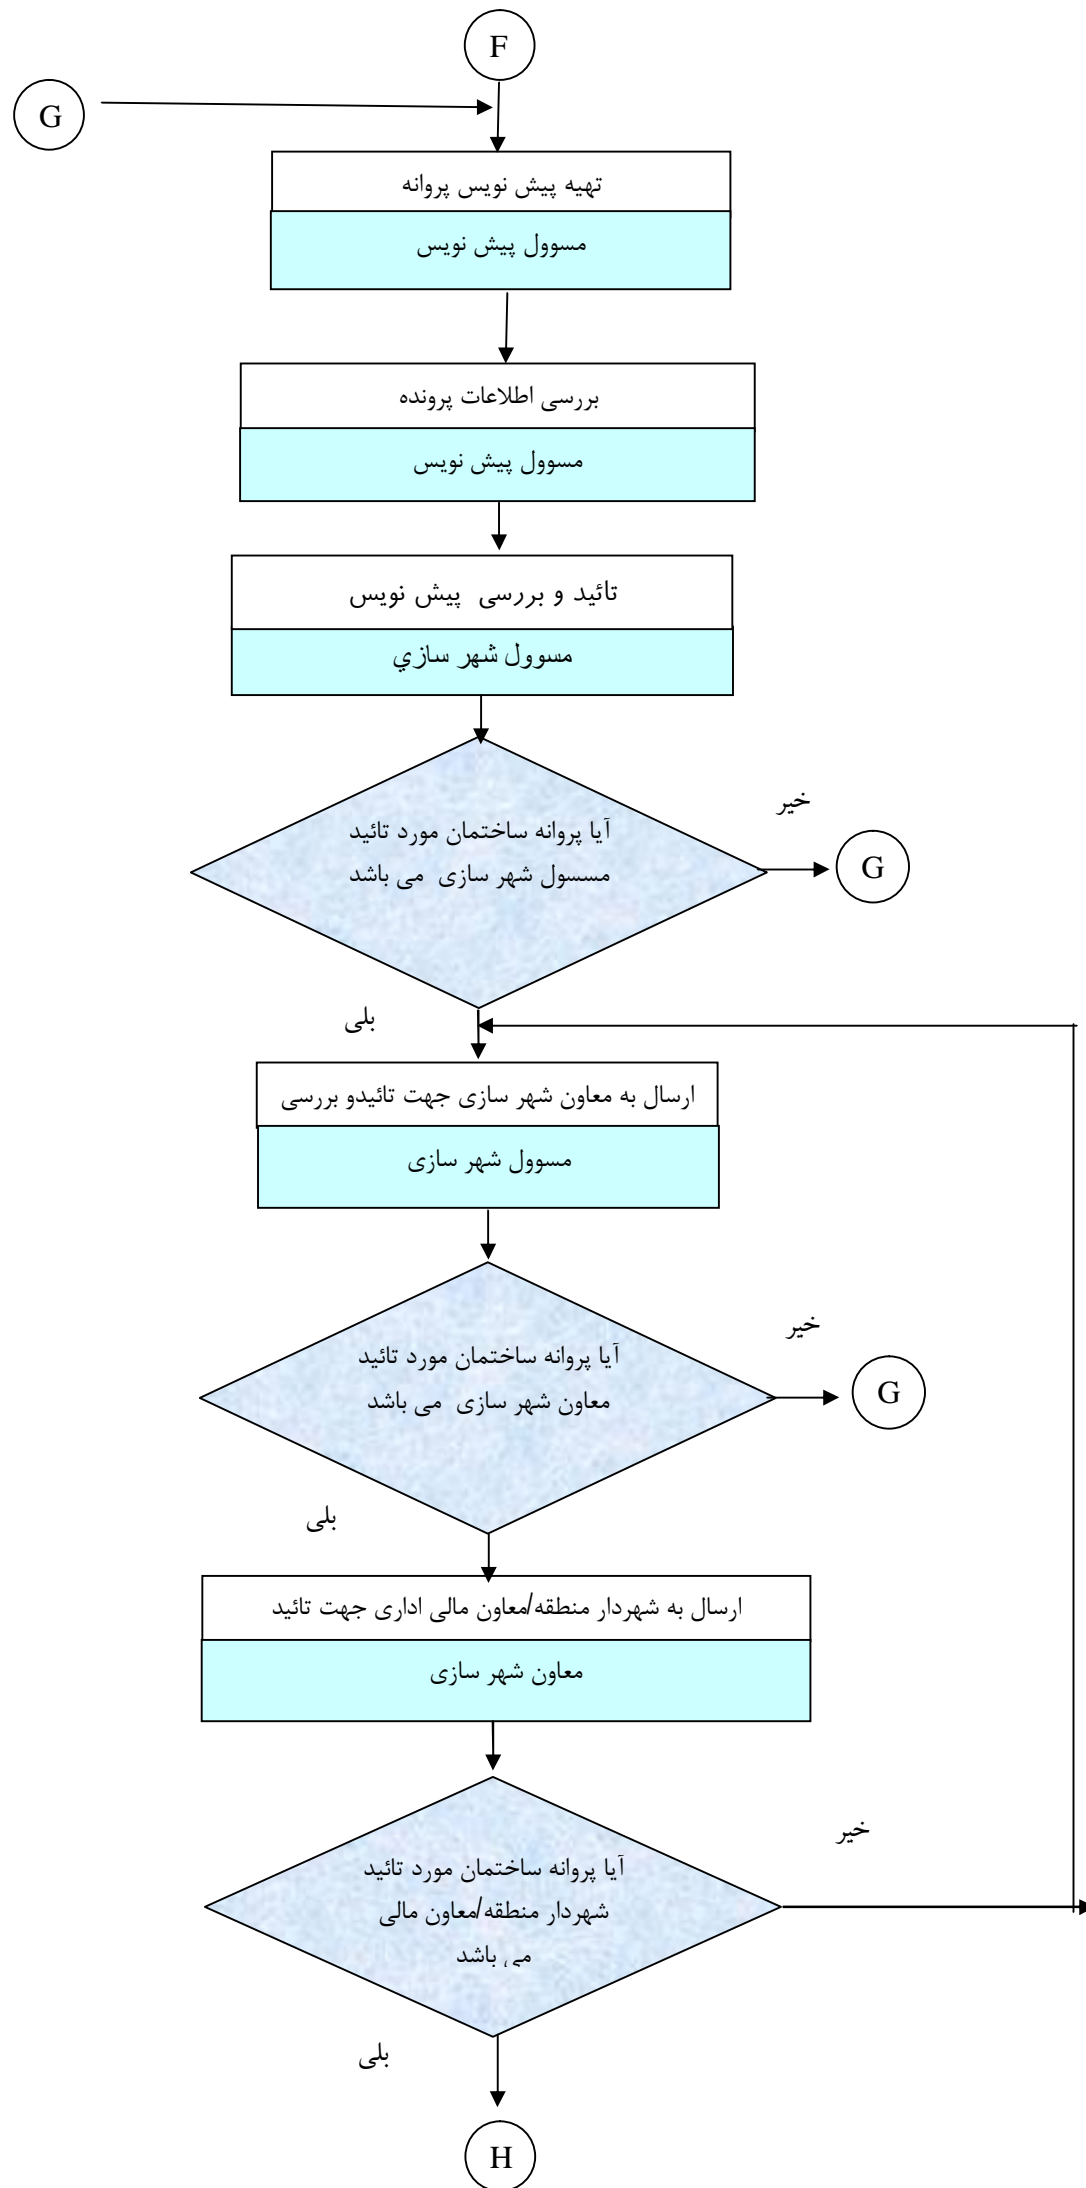 F
G
تهیه پیش نویس پروانه
مسوول پیش نویس
بررسی اطلاعات پرونده
مسوول پیش نویس
تائید و بررسی پیش نویس
مسوول شهر سازي
آیا پروانه ساختمان مورد تائید
مسسول شهر سازی می باشد
خیر
G
بلی
ارسال به معاون شهر سازی جهت تائیدو بررسی
مسوول شهر سازی
آیا پروانه ساختمان مورد تائید
معاون شهر سازی می باشد
خیر
G
بلی
ارسال به شهردار منطقه/معاون مالی اداری جهت تائید
معاون شهر سازی
آیا پروانه ساختمان مورد تائید
شهردار منطقه/معاون مالی
می باشد
خیر
بلی
H